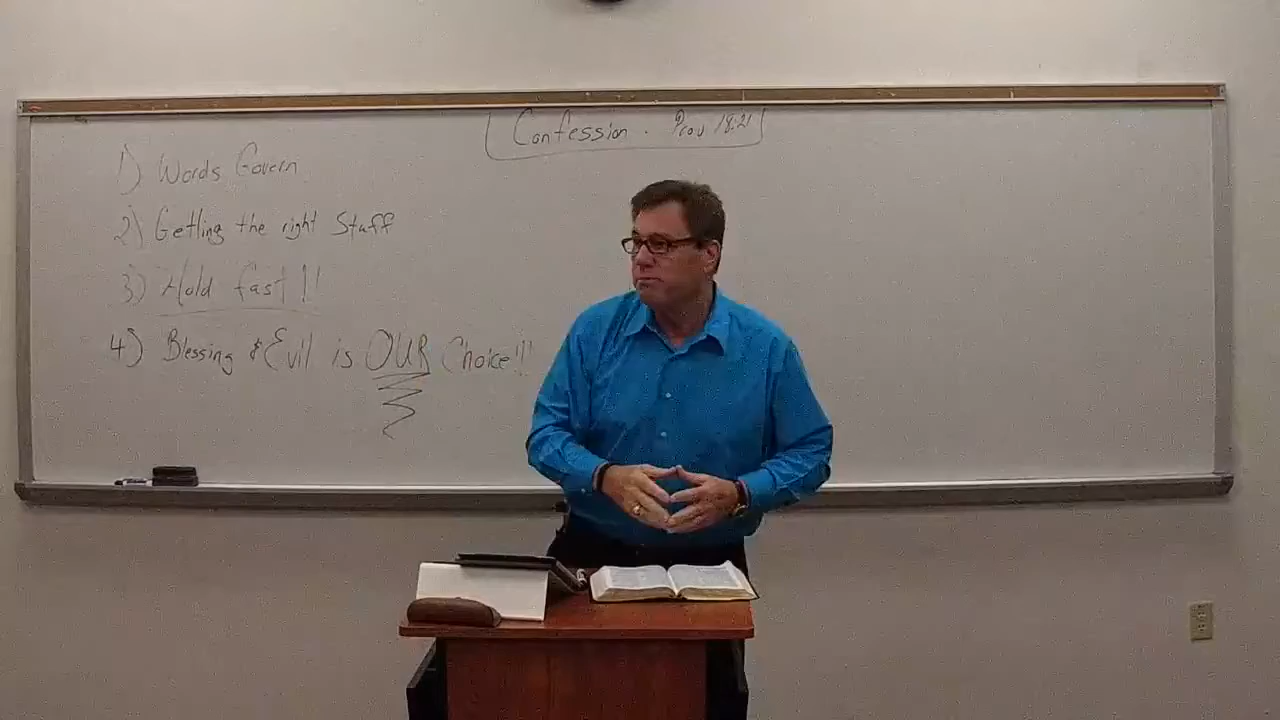 Confession . Prov 18:21
1) Words Govern
2) Getting the right Stuff
3) Hold fast!!
4) Blessing & Evil is OUR Choice!!!